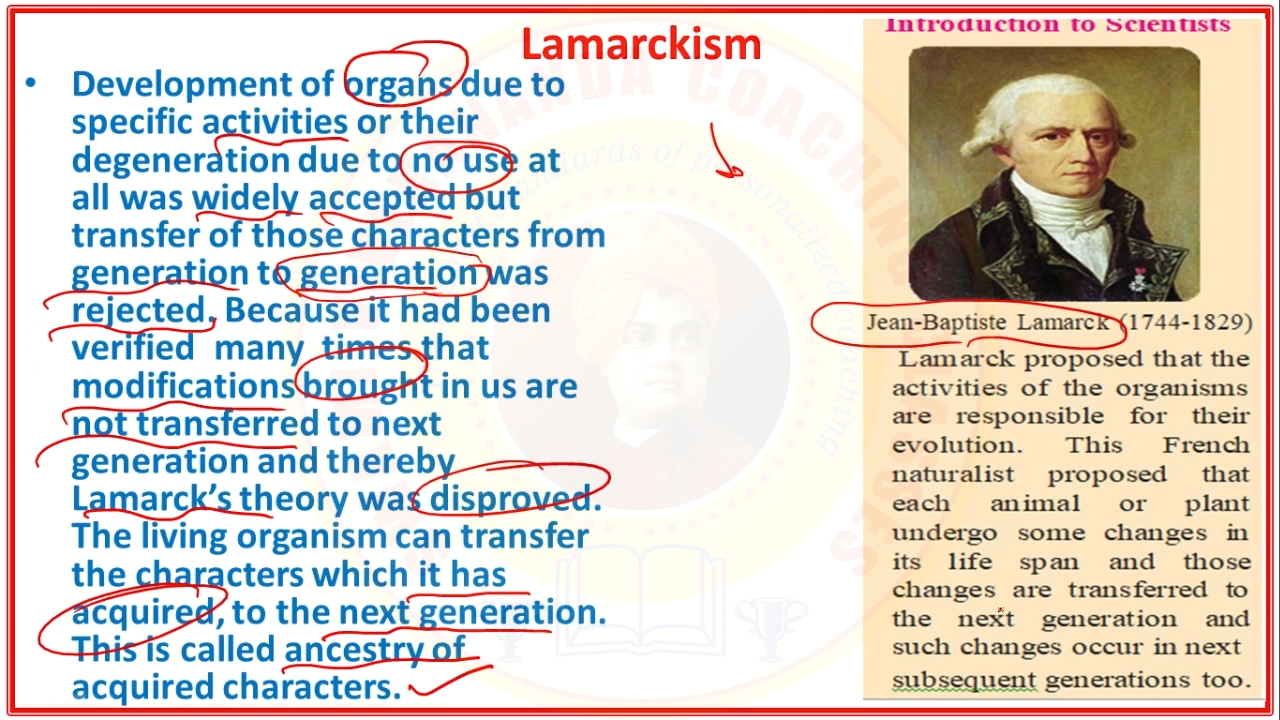 Lamarckism
• Development of organs due to
specific activities or their
degeneration due to no use at
all was widely accepted but
transfer of those characters from
generation to generation was
rejected. Because it had been
verified many times that
modifications brought in us are
not transferred to next
generation and thereby
Lamarck's theory was disproved.
The living organism can transfer
the characters which it has
acquired, to the next generation.
This is called ancestry of
acquired characters.
Introduction to Scientists
Jean-Baptiste Lamarck (1744-1829)
Lamarck proposed that the
activities of the organisms
are responsible for their
evolution. This French
naturalist proposed that
each animal or plant
undergo some changes in
its life span and those
changes are transferred to
the next generation and
such changes occur in next
subsequent generations too.